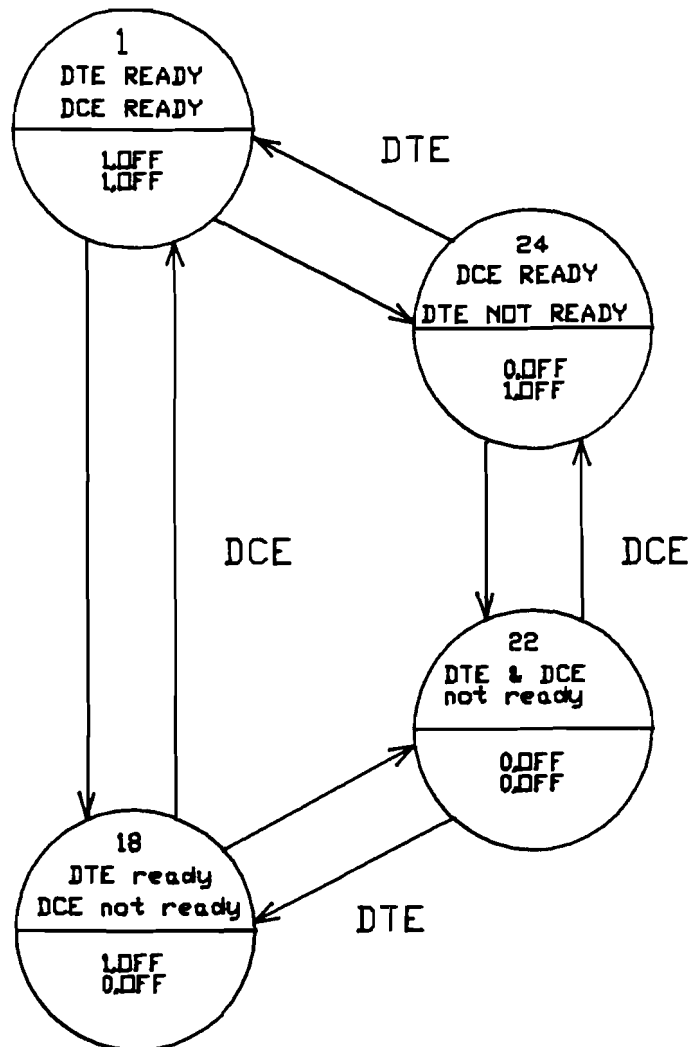 1
DTE READY
DCE READY
1,OFF
1,OFF
DTE
24
DCE READY
DTE NOT READY
0,OFF
1,OFF
DCE
DCE
22
DTE & DCE
not ready
0,OFF
0,OFF
18
DTE ready
DCE not ready
1,OFF
0,OFF
DTE